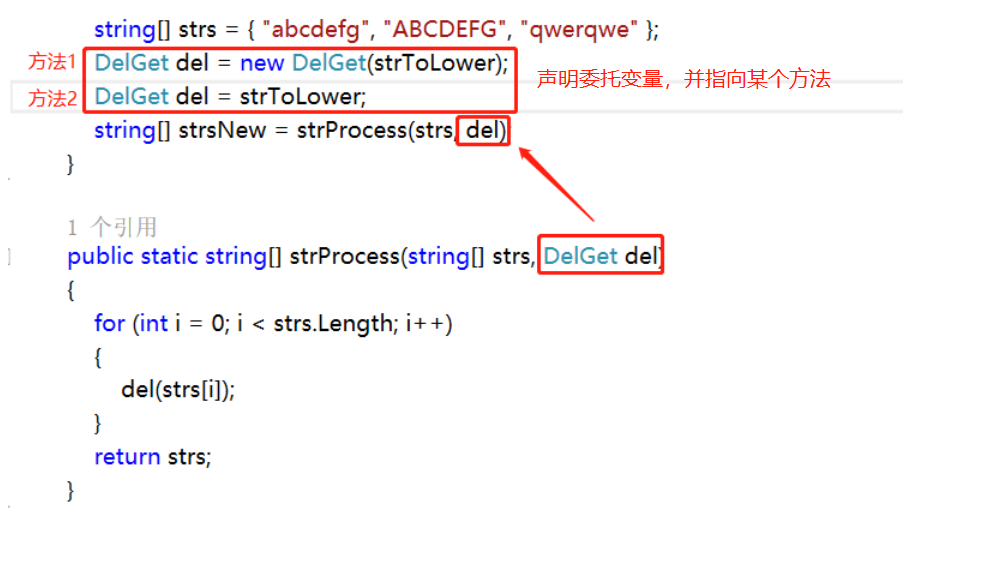 string[] strs = { "abcdefg", "ABCDEFG", "qwerqwe" };
方法1 DelGet del = new DelGet(strToLower);
声明委托变量，并指向某个方法
方法2 DelGet del = strToLower;
string[] strsNew = strProcess(strs, del)
}
1 个引用
public static string[] strProcess(string[] strs, DelGet del)
{
for (int i = 0; i < strs.Length; i++)
{
del(strs[i]);
}
return strs;
}